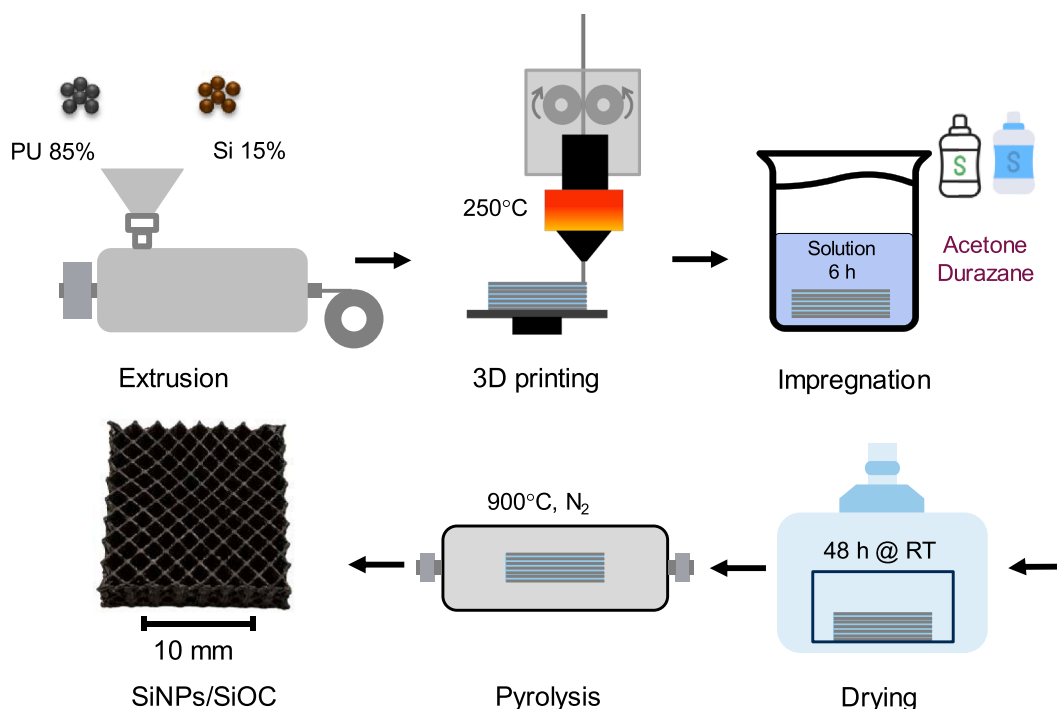 PU 85%
Si 15%
Extrusion
250°C
3D printing
S
S
Solution
6 h
Acetone
Durazane
Impregnation
48 h @ RT
Drying
900°C, N₂
Pyrolysis
10 mm
SiNPs/SiOC